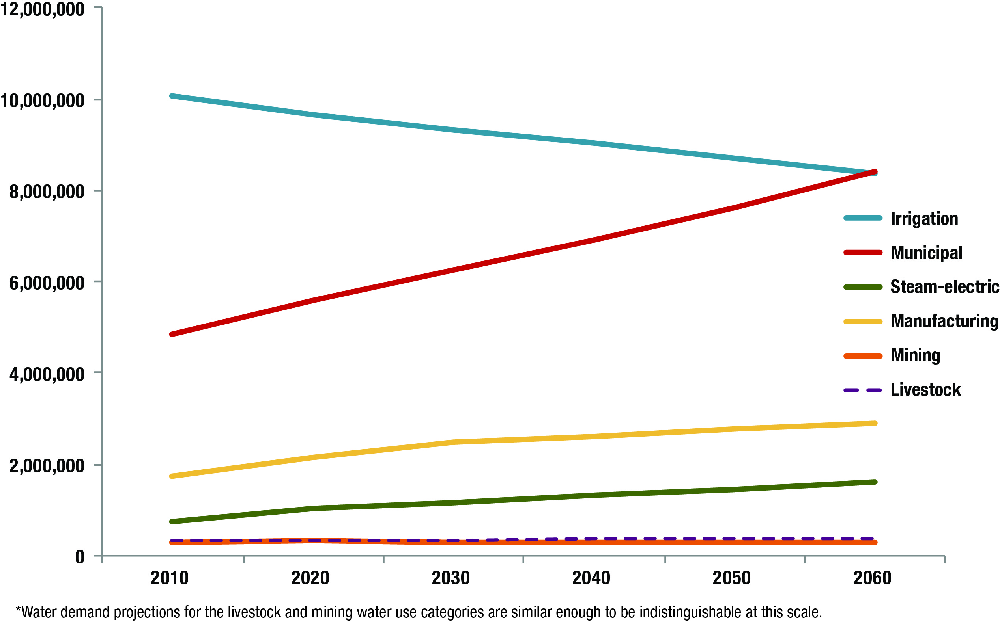 12,000,000
10,000,000
8,000,000
6,000,000
4,000,000
2,000,000
0
Irrigation
Municipal
Steam-electric
Manufacturing
Mining
Livestock
2010 2020 2030 2040 2050 2060
*Water demand projections for the livestock and mining water use categories are similar enough to be indistinguishable at this scale.